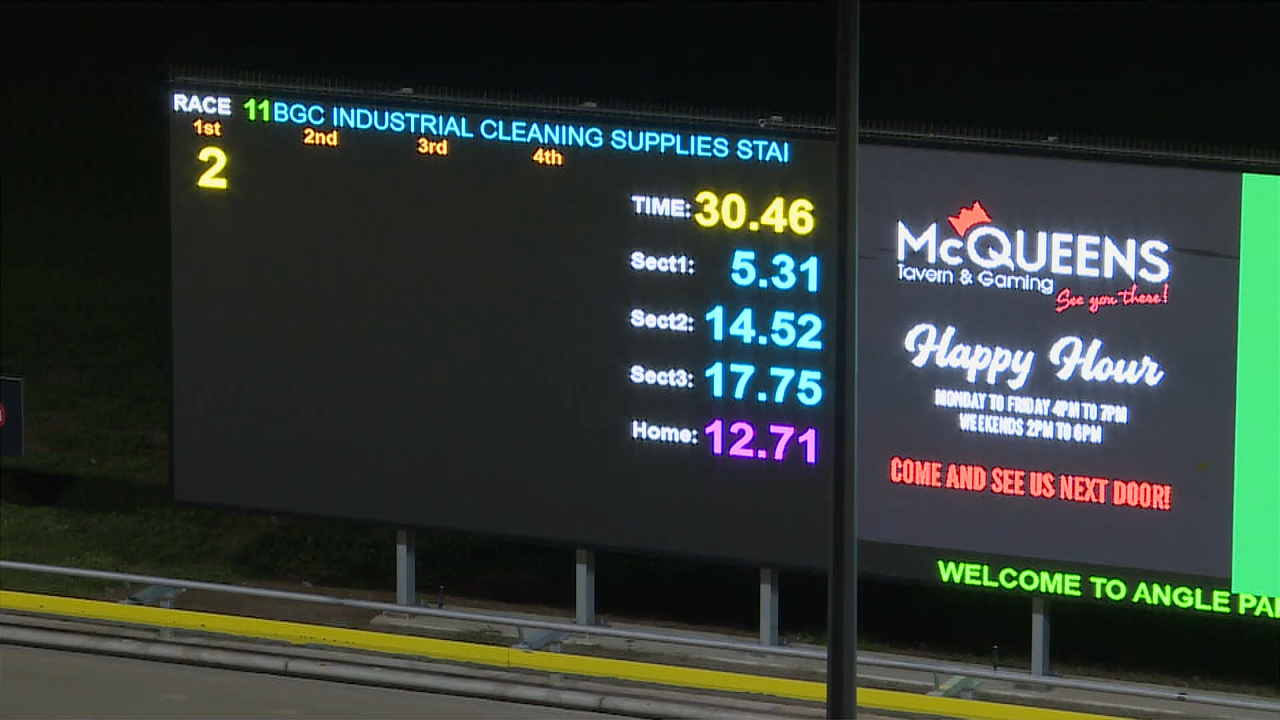 RACE 11 BGC INDUSTRIAL CLEANING SUPPLIES STAI
1st 2nd 3rd 4th
2
TIME: 30.46
Sect1: 5.31
Sect2: 14.52
Sect3: 17.75
Home: 12.71
McQUEENS
Tavern & Gaming
See you there!
Happy Hour
MONDAY TO FRIDAY 4PM TO 7PM
WEEKENDS 2PM TO 6PM
COME AND SEE US NEXT DOOR!
WELCOME TO ANGLE PA